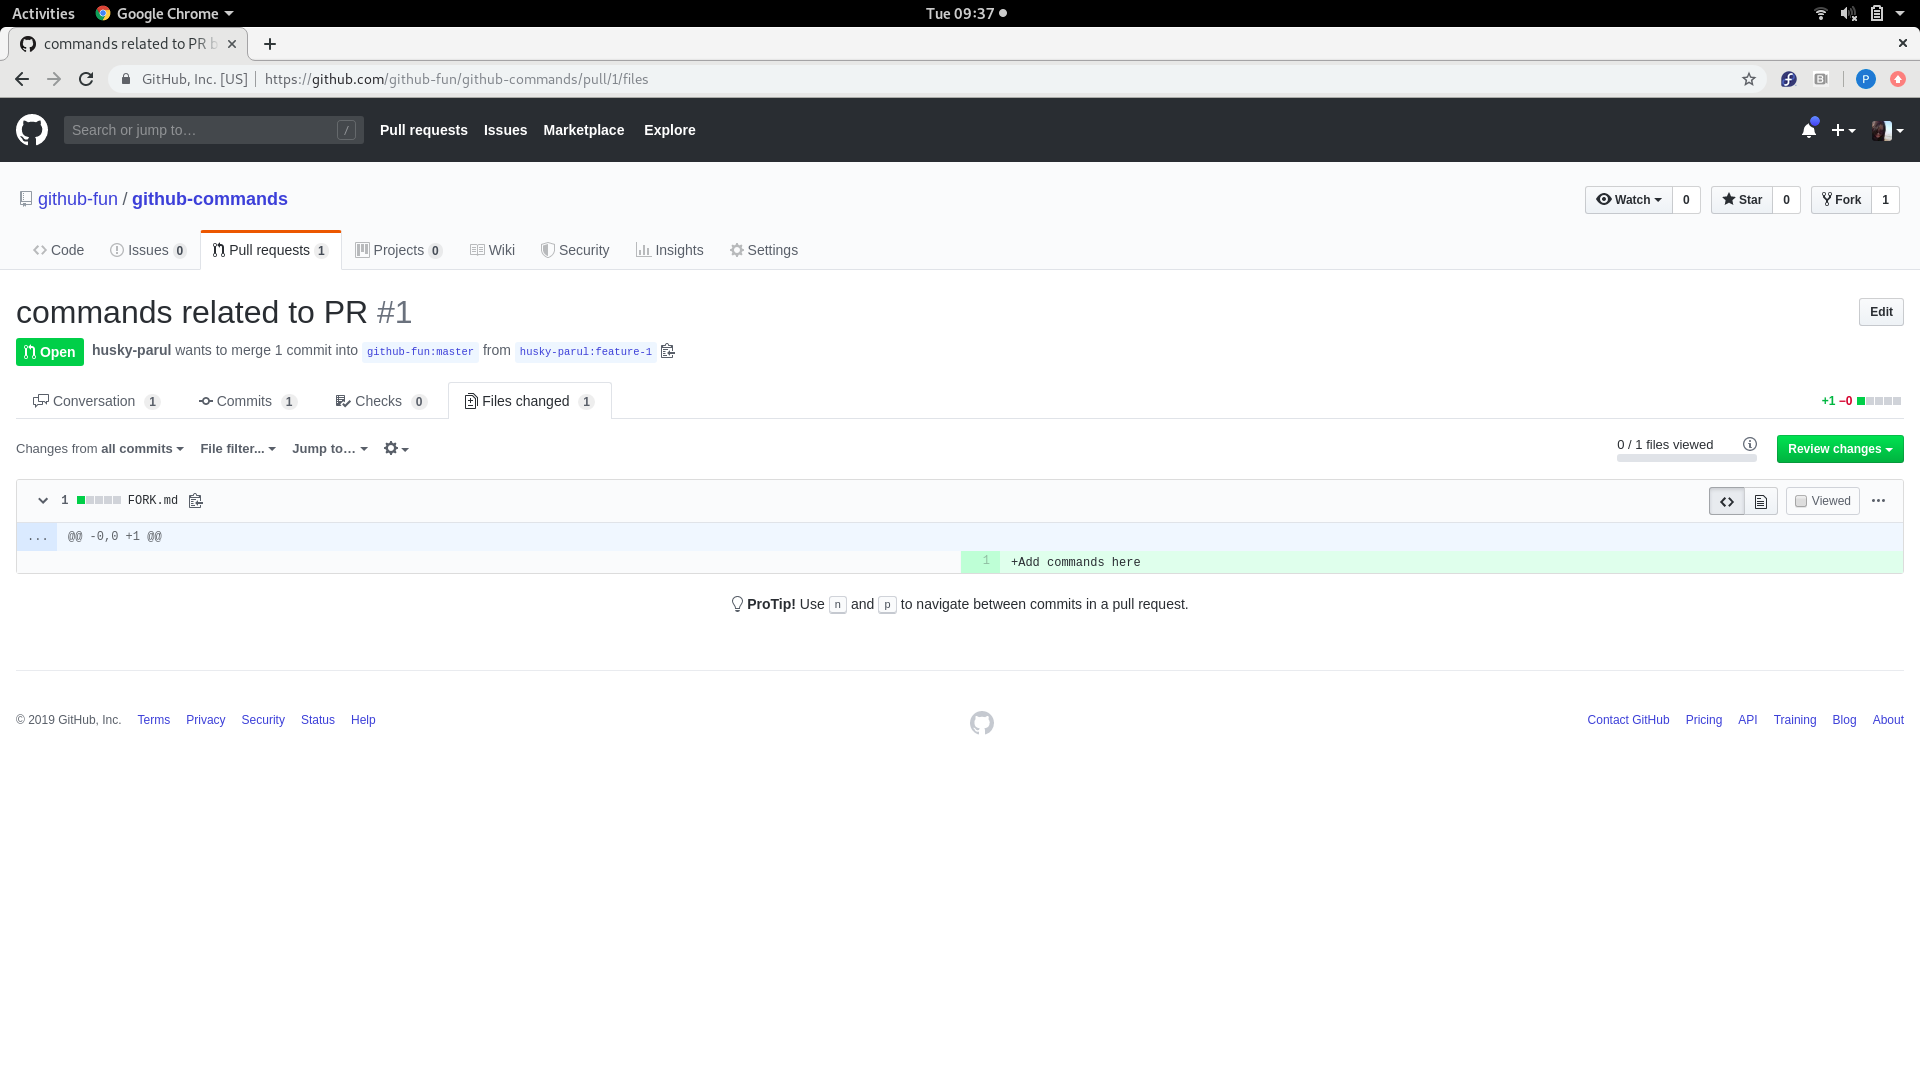 Activities Google Chrome Tue 09:37
commands related to PR b
GitHub, Inc. [US] https://github.com/github-fun/github-commands/pull/1/files P
Search or jump to… / Pull requests Issues Marketplace Explore
github-fun / github-commands Watch 0 Star 0 Fork 1
Code Issues 0 Pull requests 1 Projects 0 Wiki Security Insights Settings
commands related to PR #1 Edit
Open husky-parul wants to merge 1 commit into github-fun:master from husky-parul:feature-1
Conversation 1 Commits 1 Checks 0 Files changed 1 +1 −0
Changes from all commits File filter... Jump to… 0 / 1 files viewed Review changes
1 FORK.md Viewed
... @@ -0,0 +1 @@
1 +Add commands here
ProTip! Use n and p to navigate between commits in a pull request.
© 2019 GitHub, Inc. Terms Privacy Security Status Help Contact GitHub Pricing API Training Blog About